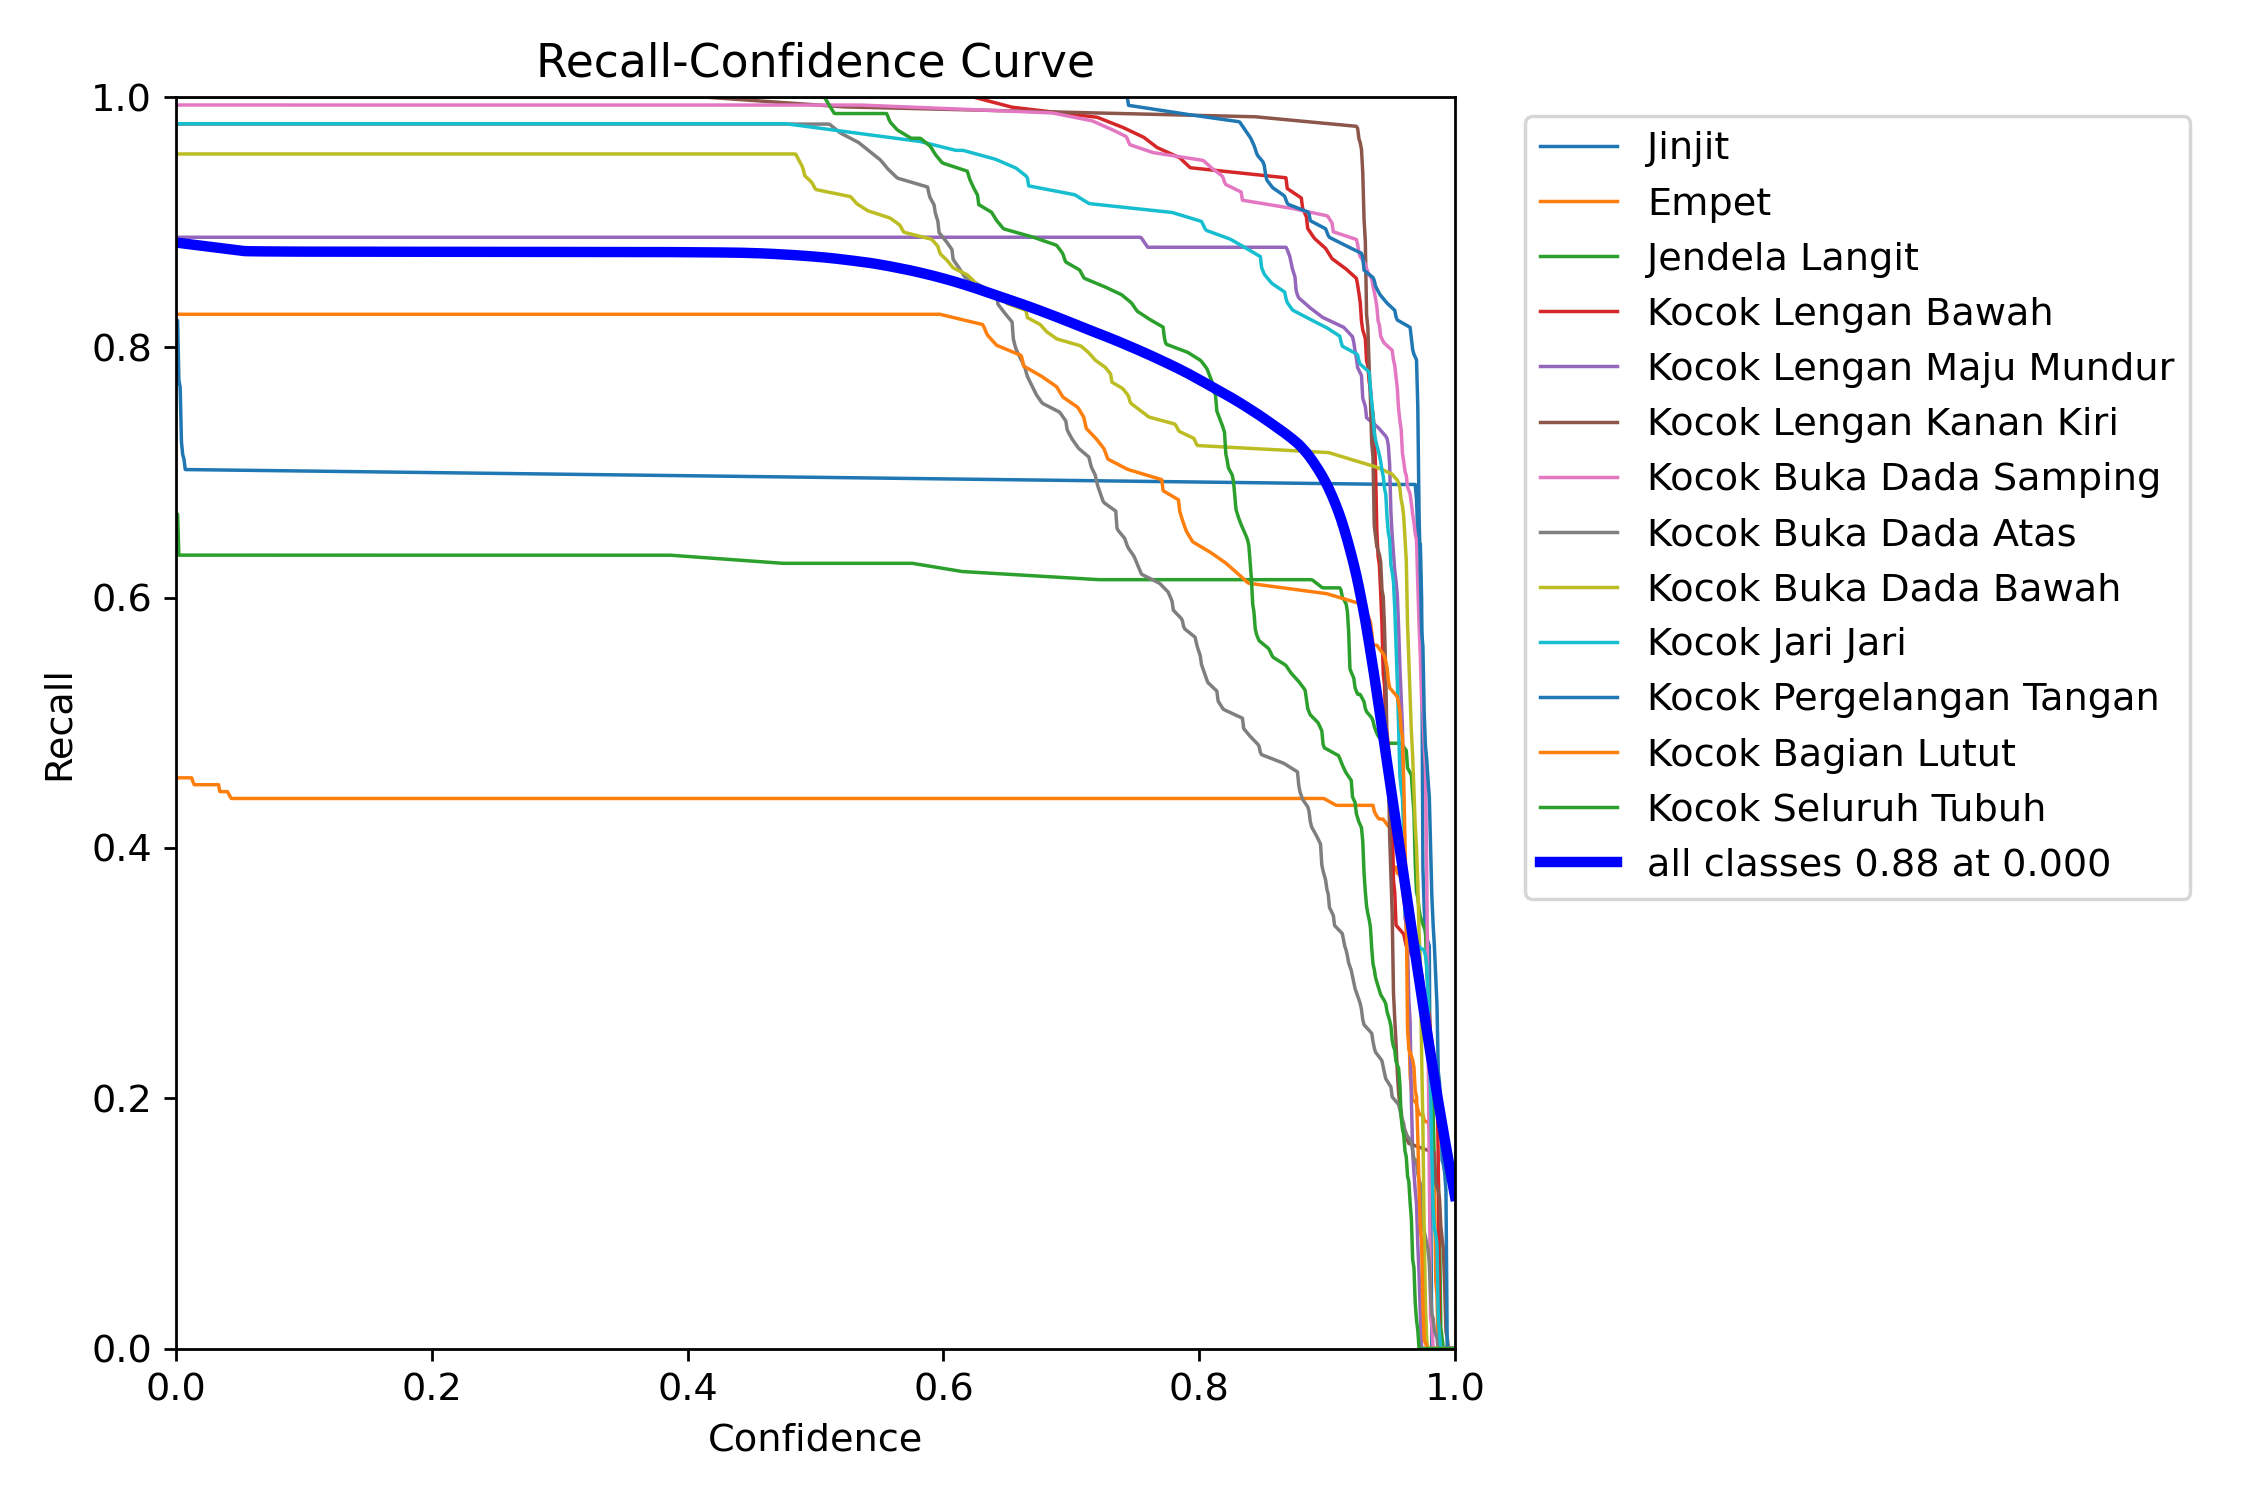 Recall-Confidence Curve
1.0
0.8
0.6
0.4
0.2
0.0
Recall
0.0 0.2 0.4 0.6 0.8 1.0
Confidence
Jinjit
Empet
Jendela Langit
Kocok Lengan Bawah
Kocok Lengan Maju Mundur
Kocok Lengan Kanan Kiri
Kocok Buka Dada Samping
Kocok Buka Dada Atas
Kocok Buka Dada Bawah
Kocok Jari Jari
Kocok Pergelangan Tangan
Kocok Bagian Lutut
Kocok Seluruh Tubuh
all classes 0.88 at 0.000